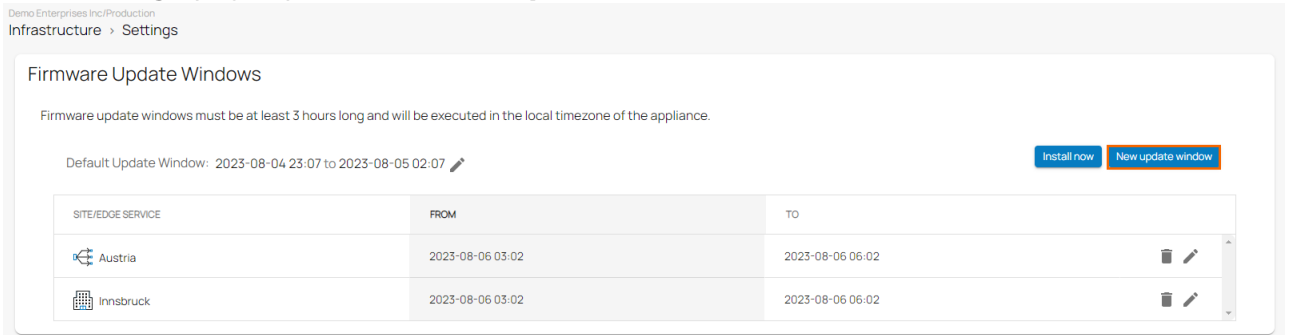 Demo Enterprises Inc/Production
Infrastructure > Settings
Firmware Update Windows
Firmware update windows must be at least 3 hours long and will be executed in the local timezone of the appliance.
Default Update Window: 2023-08-04 23:07 to 2023-08-05 02:07
Install now New update window
SITE/EDGE SERVICE FROM TO
Austria 2023-08-06 03:02 2023-08-06 06:02
Innsbruck 2023-08-06 03:02 2023-08-06 06:02